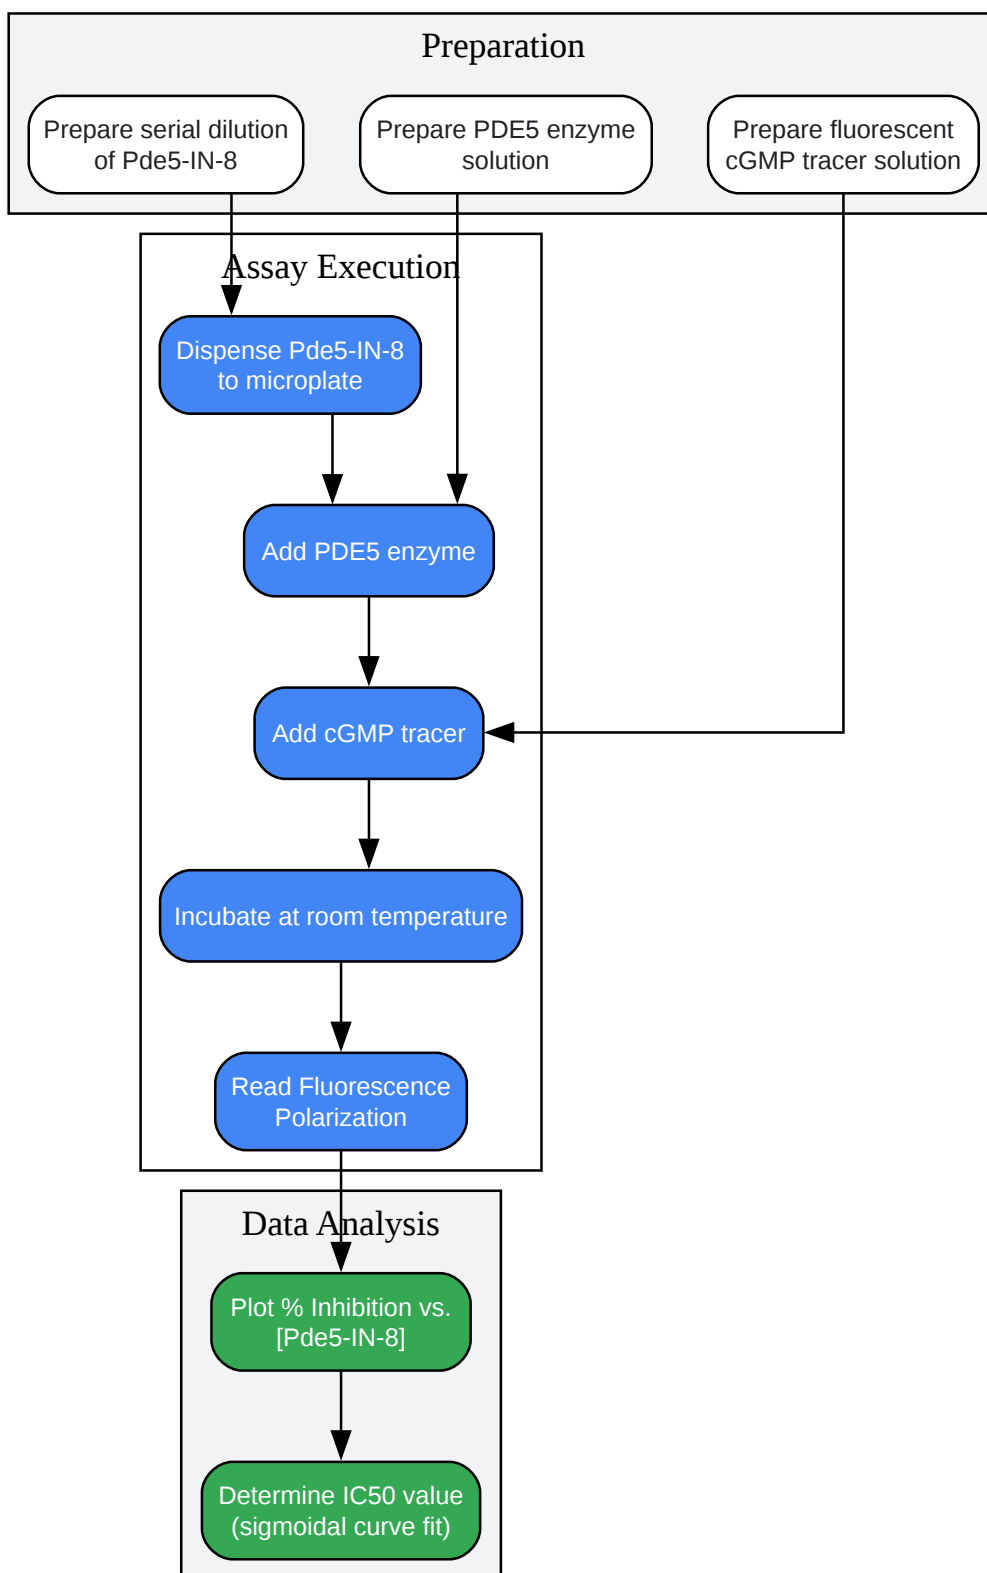 Preparation
Prepare serial dilution
of Pde5-IN-8
Prepare PDE5 enzyme
solution
Prepare fluorescent
cGMP tracer solution
Assay Execution
Dispense Pde5-IN-8
to microplate
Add PDE5 enzyme
Add cGMP tracer
Incubate at room temperature
Read Fluorescence
Polarization
Data Analysis
Plot % Inhibition vs.
[Pde5-IN-8]
Determine IC50 value
(sigmoidal curve fit)